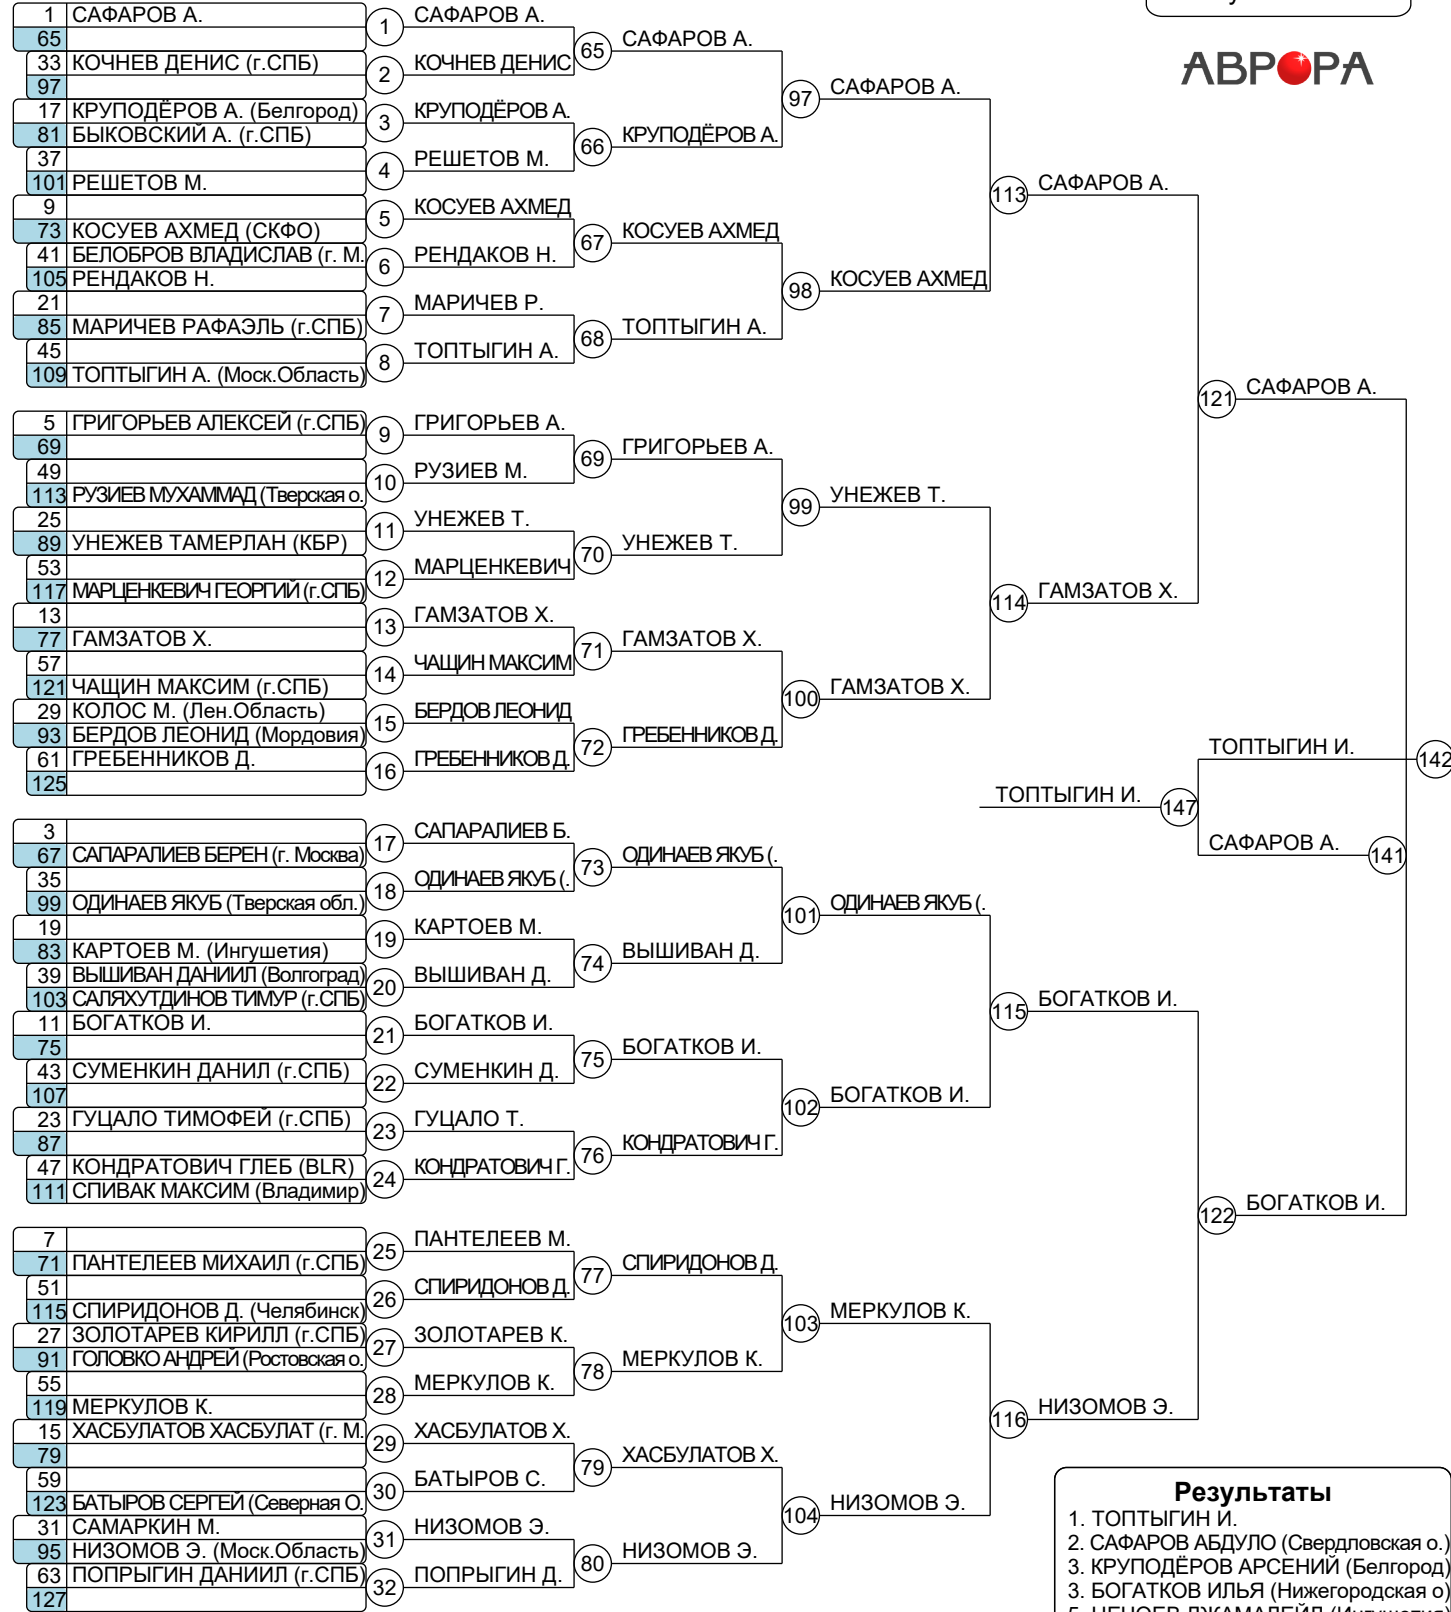 АВРОРА
1 САФАРОВ А.
65
33 КОЧНЕВ ДЕНИС (г.СПБ)
97
17 КРУПОДЁРОВ А. (Белгород)
81 БЫКОВСКИЙ А. (г.СПБ)
37
101 РЕШЕТОВ М.
9
73 КОСУЕВ АХМЕД (СКФО)
41 БЕЛОБРОВ ВЛАДИСЛАВ (г. М.
105 РЕНДАКОВ Н.
21
85 МАРИЧЕВ РАФАЭЛЬ (г.СПБ)
45
109 ТОПТЫГИН А. (Моск.Область)
5 ГРИГОРЬЕВ АЛЕКСЕЙ (г.СПБ)
69
49
113 РУЗИЕВ МУХАММАД (Тверская о.
25
89 УНЕЖЕВ ТАМЕРЛАН (КБР)
53
117 МАРЦЕНКЕВИЧ ГЕОРГИЙ (г.СПБ)
13
77 ГАМЗАТОВ Х.
57
121 ЧАЩИН МАКСИМ (г.СПБ)
29 КОЛОС М. (Лен.Область)
93 БЕРДОВ ЛЕОНИД (Мордовия)
61 ГРЕБЕННИКОВ Д.
125
3
67 САПАРАЛИЕВ БЕРЕН (г. Москва)
35
99 ОДИНАЕВ ЯКУБ (Тверская обл.)
19
83 КАРТОЕВ М. (Ингушетия)
39 ВЫШИВАН ДАНИИЛ (Волгоград)
103 САЛЯХУТДИНОВ ТИМУР (г.СПБ)
11 БОГАТКОВ И.
75
43 СУМЕНКИН ДАНИЛ (г.СПБ)
107
23 ГУЦАЛО ТИМОФЕЙ (г.СПБ)
87
47 КОНДРАТОВИЧ ГЛЕБ (BLR)
111 СПИВАК МАКСИМ (Владимир)
7
71 ПАНТЕЛЕЕВ МИХАИЛ (г.СПБ)
51
115 СПИРИДОНОВ Д. (Челябинск)
27 ЗОЛОТАРЕВ КИРИЛЛ (г.СПБ)
91 ГОЛОВКО АНДРЕЙ (Ростовская о.
55
119 МЕРКУЛОВ К.
15 ХАСБУЛАТОВ ХАСБУЛАТ (г. М.
79
59
123 БАТЫРОВ СЕРГЕЙ (Северная О.
31 САМАРКИН М.
95 НИЗОМОВ Э. (Моск.Область)
63 ПОПРЫГИН ДАНИИЛ (г.СПБ)
127
1 САФАРОВ А.
2 КОЧНЕВ ДЕНИС
3 КРУПОДЁРОВ А.
4 РЕШЕТОВ М.
5 КОСУЕВ АХМЕД
6 РЕНДАКОВ Н.
7 МАРИЧЕВ Р.
8 ТОПТЫГИН А.
9 ГРИГОРЬЕВ А.
10 РУЗИЕВ М.
11 УНЕЖЕВ Т.
12 МАРЦЕНКЕВИЧ
13 ГАМЗАТОВ Х.
14 ЧАЩИН МАКСИМ
15 БЕРДОВ ЛЕОНИД
16 ГРЕБЕННИКОВ Д.
17 САПАРАЛИЕВ Б.
18 ОДИНАЕВ ЯКУБ (.
19 КАРТОЕВ М.
20 ВЫШИВАН Д.
21 БОГАТКОВ И.
22 СУМЕНКИН Д.
23 ГУЦАЛО Т.
24 КОНДРАТОВИЧ Г.
25 ПАНТЕЛЕЕВ М.
26 СПИРИДОНОВ Д.
27 ЗОЛОТАРЕВ К.
28 МЕРКУЛОВ К.
29 ХАСБУЛАТОВ Х.
30 БАТЫРОВ С.
31 НИЗОМОВ Э.
32 ПОПРЫГИН Д.
65 САФАРОВ А.
66 КРУПОДЁРОВ А.
67 КОСУЕВ АХМЕД
68 ТОПТЫГИН А.
69 ГРИГОРЬЕВ А.
70 УНЕЖЕВ Т.
71 ГАМЗАТОВ Х.
72 ГРЕБЕННИКОВ Д.
73 ОДИНАЕВ ЯКУБ (.
74 ВЫШИВАН Д.
75 БОГАТКОВ И.
76 КОНДРАТОВИЧ Г.
77 СПИРИДОНОВ Д.
78 МЕРКУЛОВ К.
79 ХАСБУЛАТОВ Х.
80 НИЗОМОВ Э.
97 САФАРОВ А.
98 КОСУЕВ АХМЕД
99 УНЕЖЕВ Т.
100 ГАМЗАТОВ Х.
101 ОДИНАЕВ ЯКУБ (.
102 БОГАТКОВ И.
103 МЕРКУЛОВ К.
104 НИЗОМОВ Э.
113 САФАРОВ А.
114 ГАМЗАТОВ Х.
115 БОГАТКОВ И.
116 НИЗОМОВ Э.
121 САФАРОВ А.
122 БОГАТКОВ И.
ТОПТЫГИН И. 142
ТОПТЫГИН И. 147
САФАРОВ А. 141
Результаты
1. ТОПТЫГИН И.
2. САФАРОВ АБДУЛО (Свердловская о.)
3. КРУПОДЁРОВ АРСЕНИЙ (Белгород)
3. БОГАТКОВ ИЛЬЯ (Нижегородская о)